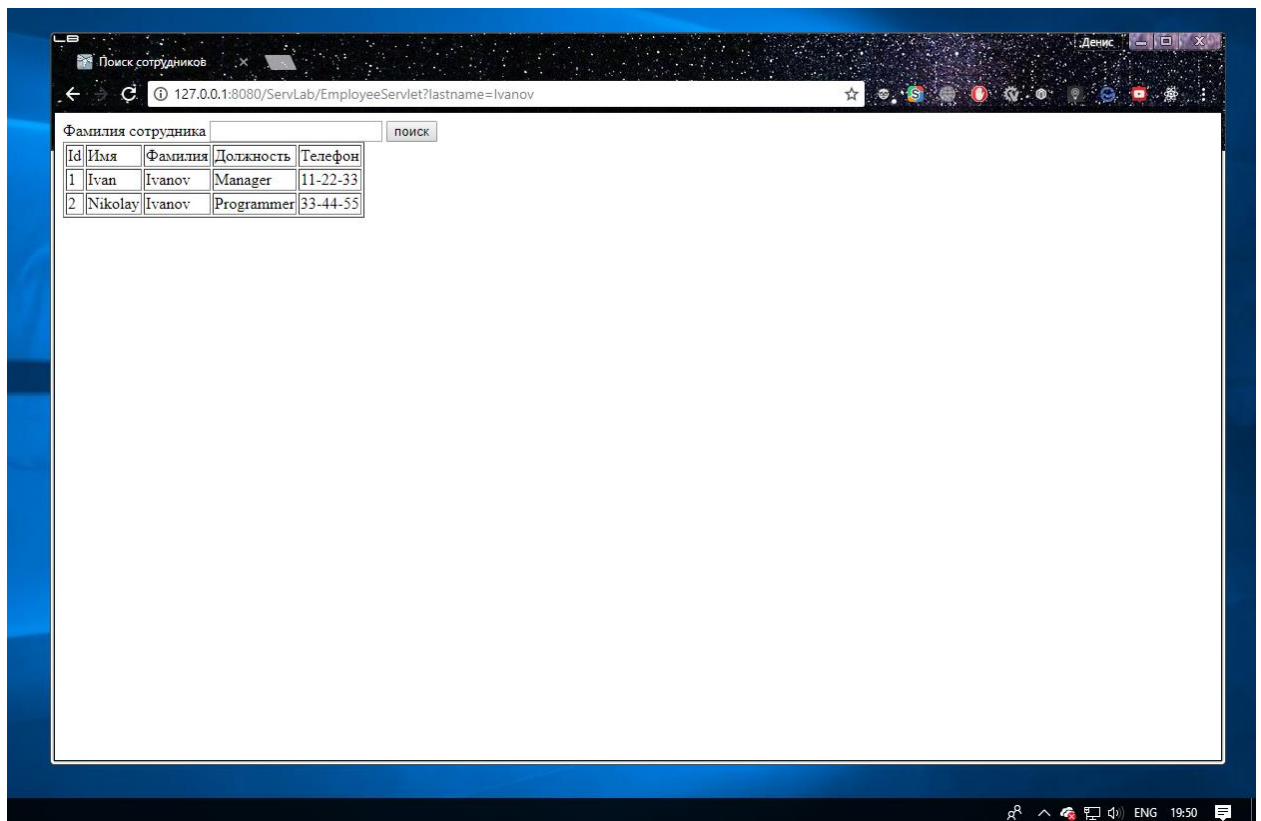 Денис
Поиск сотрудников
127.0.0.1:8080/ServLab/EmployeeServlet?lastname=Ivanov
Фамилия сотрудника поиск
Id Имя Фамилия Должность Телефон
1 Ivan Ivanov Manager 11-22-33
2 Nikolay Ivanov Programmer 33-44-55
ENG 19:50